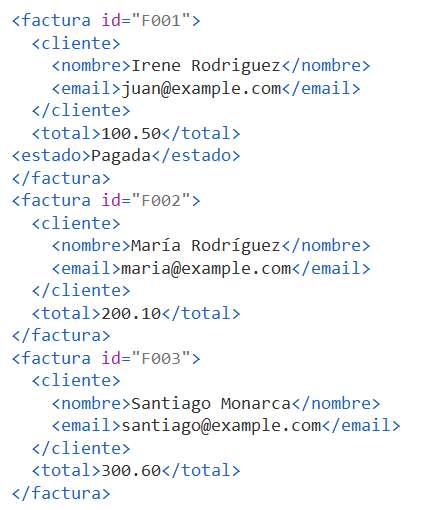 <factura id="F001">
  <cliente>
    <nombre>Irene Rodriguez</nombre>
    <email>juan@example.com</email>
  </cliente>
  <total>100.50</total>
<estado>Pagada</estado>
</factura>
<factura id="F002">
  <cliente>
    <nombre>María Rodríguez</nombre>
    <email>maria@example.com</email>
  </cliente>
  <total>200.10</total>
</factura>
<factura id="F003">
  <cliente>
    <nombre>Santiago Monarca</nombre>
    <email>santiago@example.com</email>
  </cliente>
  <total>300.60</total>
</factura>